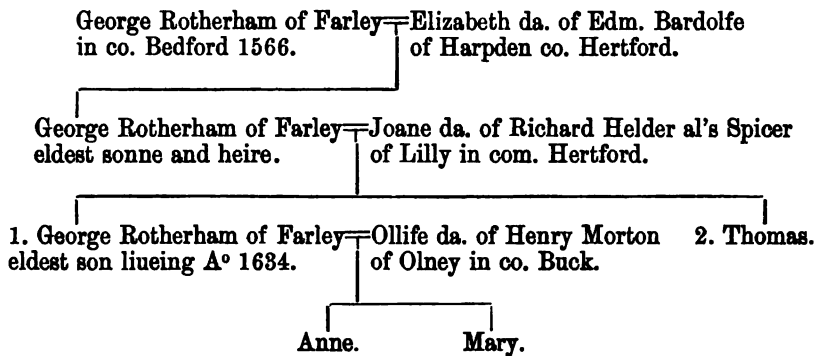 George Rotherham of Farley=Elizabeth da. of Edm. Bardolfe
in co. Bedford 1566. of Harpden co. Hertford.
George Rotherham of Farley=Joane da. of Richard Helder al's Spicer
eldest sonne and heire. of Lilly in com. Hertford.
1. George Rotherham of Farley=Ollife da. of Henry Morton 2. Thomas.
eldest son liueing Aº 1634. of Olney in co. Buck.
Anne. Mary.